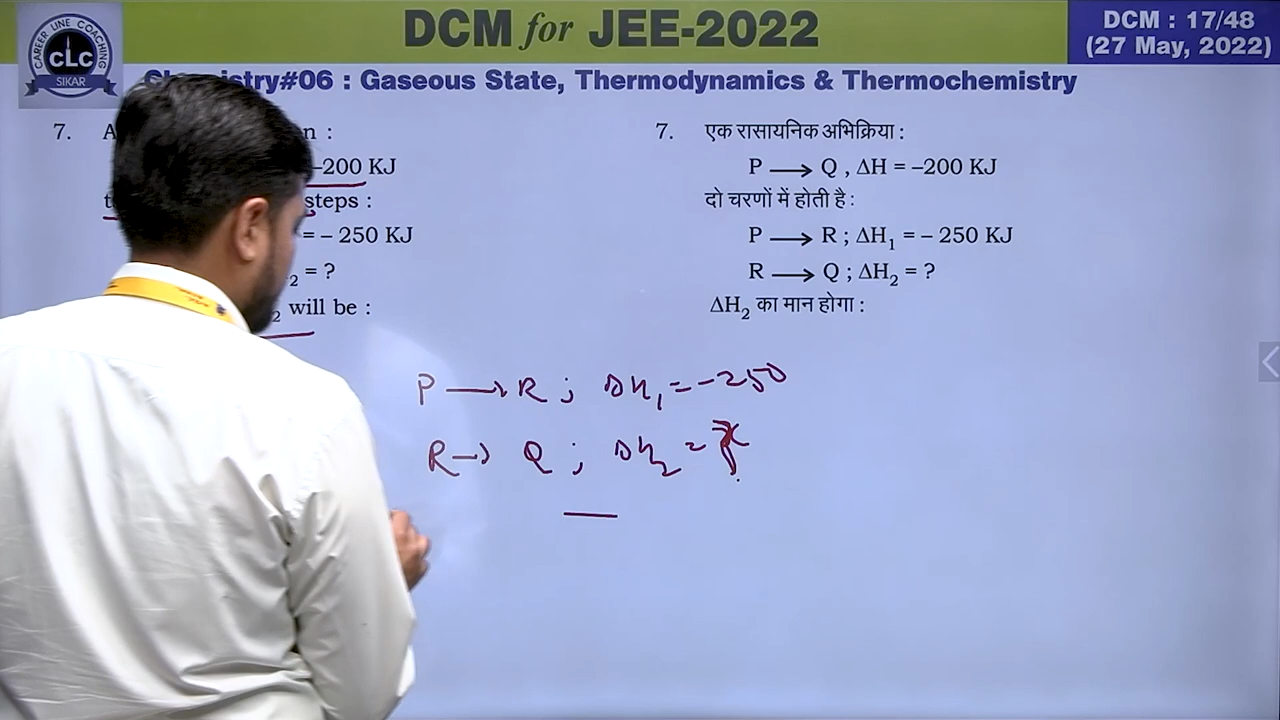 DCM for JEE-2022
DCM : 17/48
(27 May, 2022)
CAREER LINE COACHING
CLC
SIKAR
#06 : Gaseous State, Thermodynamics & Thermochemistry
7. A
:
–200 KJ
steps :
= – 250 KJ
₂ = ?
₂ will be :
7. एक रासायनिक अभिक्रिया :
P ⟶ Q , ΔH = –200 KJ
दो चरणों में होती है :
P ⟶ R ; ΔH₁ = – 250 KJ
R ⟶ Q ; ΔH₂ = ?
ΔH₂ का मान होगा :
P ⟶ R ; ΔH₁ = -250
R → Q ; ΔH₂ =